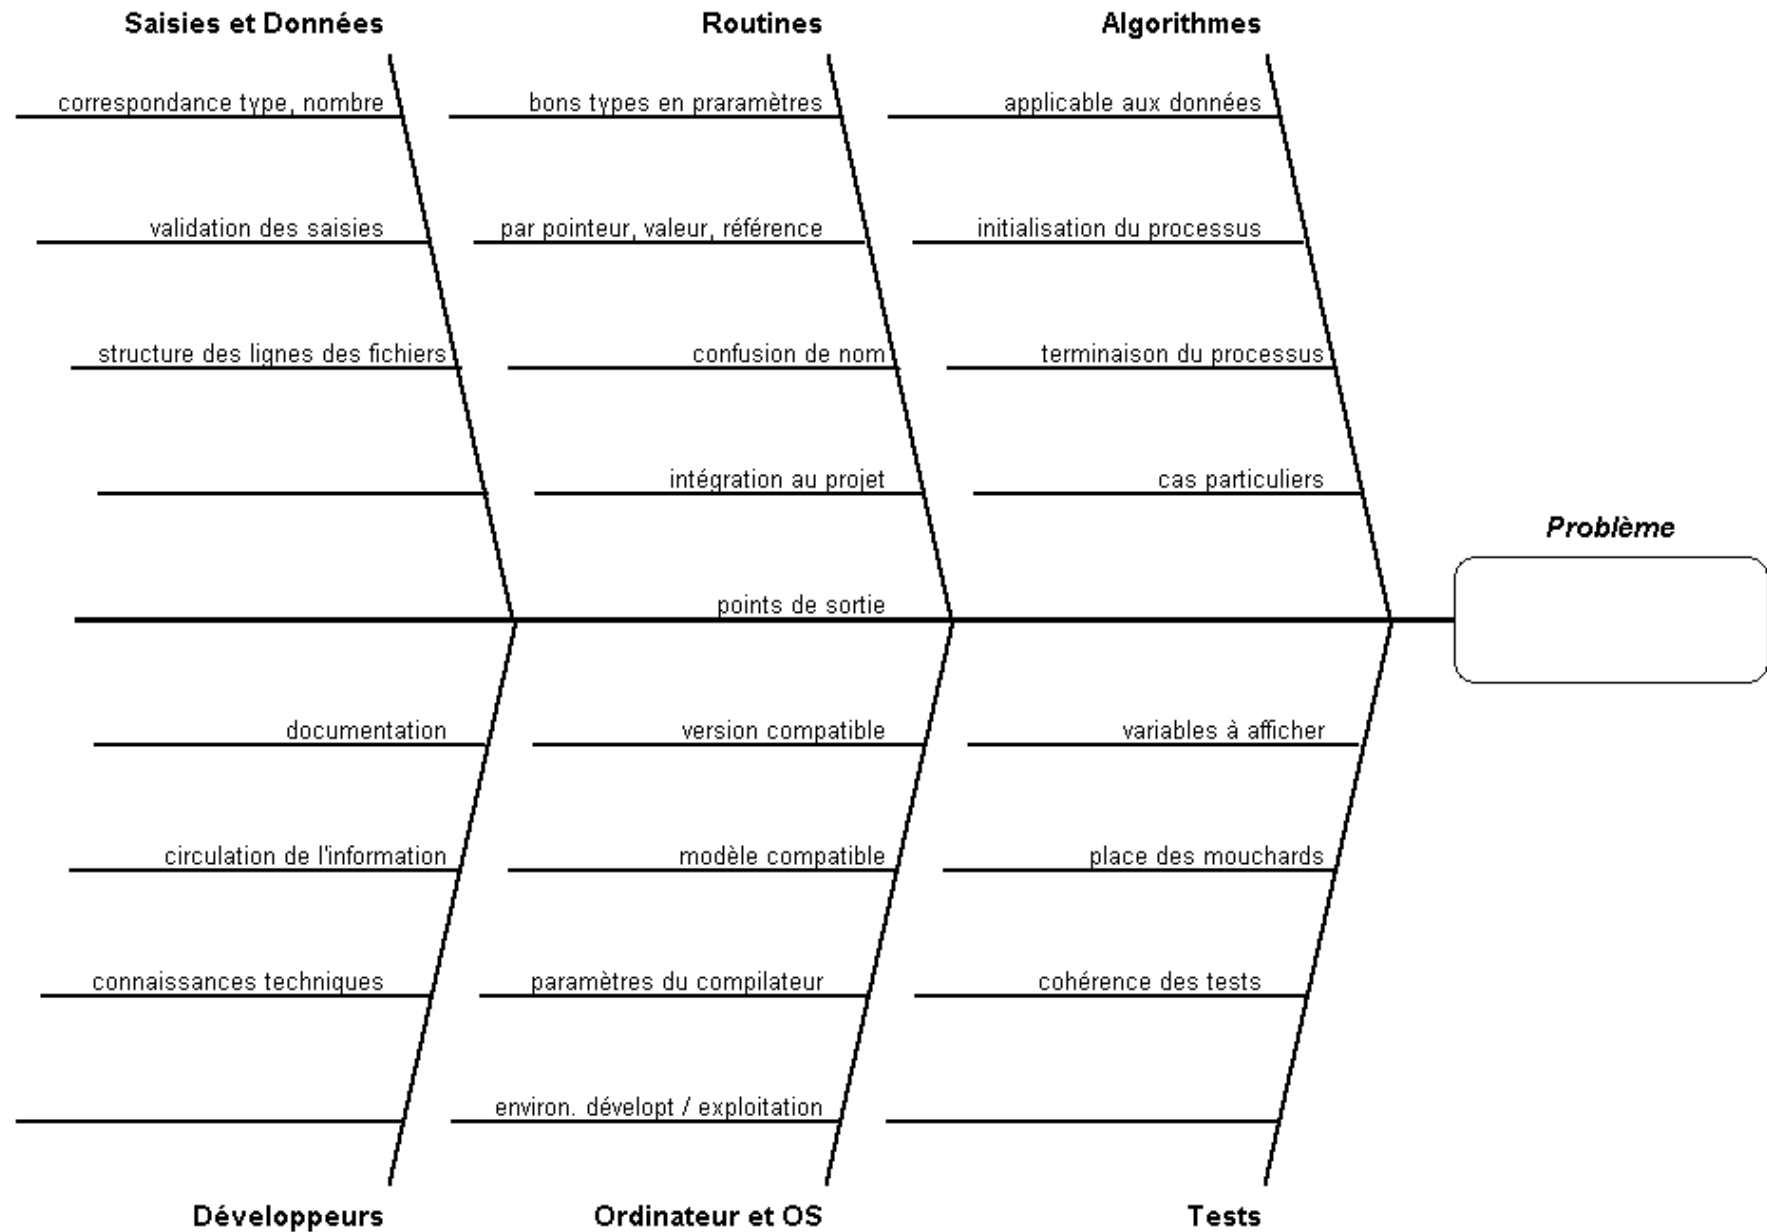 Saisies et Données
Routines
Algorithmes
correspondance type, nombre
bons types en praramètres
applicable aux données
validation des saisies
par pointeur, valeur, référence
initialisation du processus
structure des lignes des fichiers
confusion de nom
terminaison du processus
intégration au projet
cas particuliers
Problème
points de sortie
documentation
version compatible
variables à afficher
circulation de l'information
modèle compatible
place des mouchards
connaissances techniques
paramètres du compilateur
cohérence des tests
environ. dévelopt / exploitation
Développeurs
Ordinateur et OS
Tests